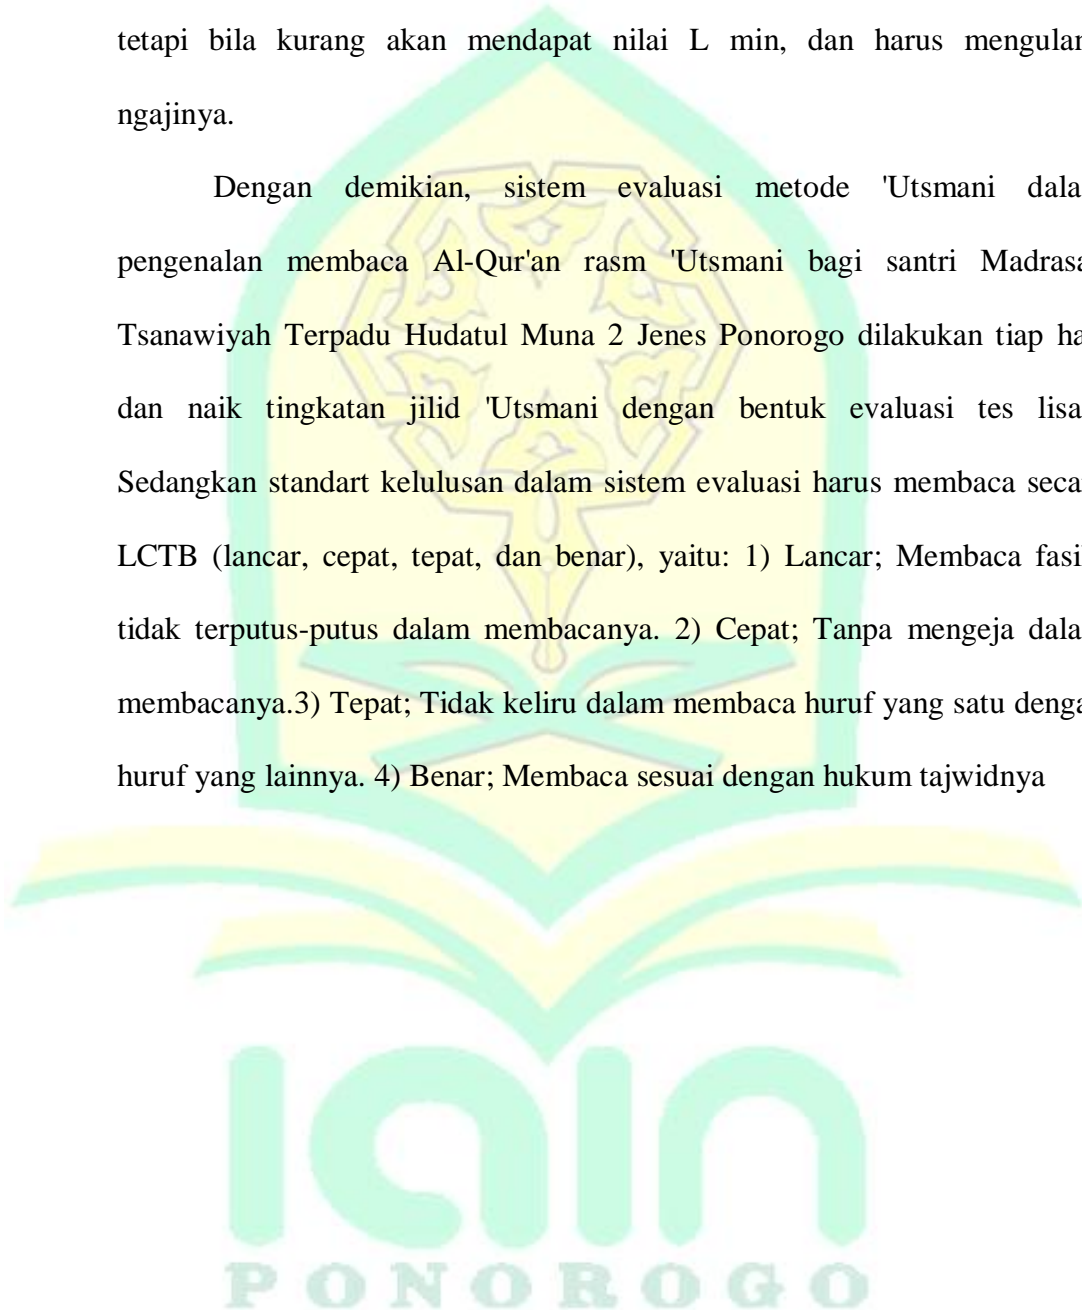 tetapi bila kurang akan mendapat nilai L min, dan harus mengulan
ngajinya.
Dengan demikian, sistem evaluasi metode 'Utsmani dala
pengenalan membaca Al-Qur'an rasm 'Utsmani bagi santri Madrasa
Tsanawiyah Terpadu Hudatul Muna 2 Jenes Ponorogo dilakukan tiap ha
dan naik tingkatan jilid 'Utsmani dengan bentuk evaluasi tes lisa
Sedangkan standart kelulusan dalam sistem evaluasi harus membaca seca
LCTB (lancar, cepat, tepat, dan benar), yaitu: 1) Lancar; Membaca fasi
tidak terputus-putus dalam membacanya. 2) Cepat; Tanpa mengeja dala
membacanya.3) Tepat; Tidak keliru dalam membaca huruf yang satu denga
huruf yang lainnya. 4) Benar; Membaca sesuai dengan hukum tajwidnya
iain
PONOROGO